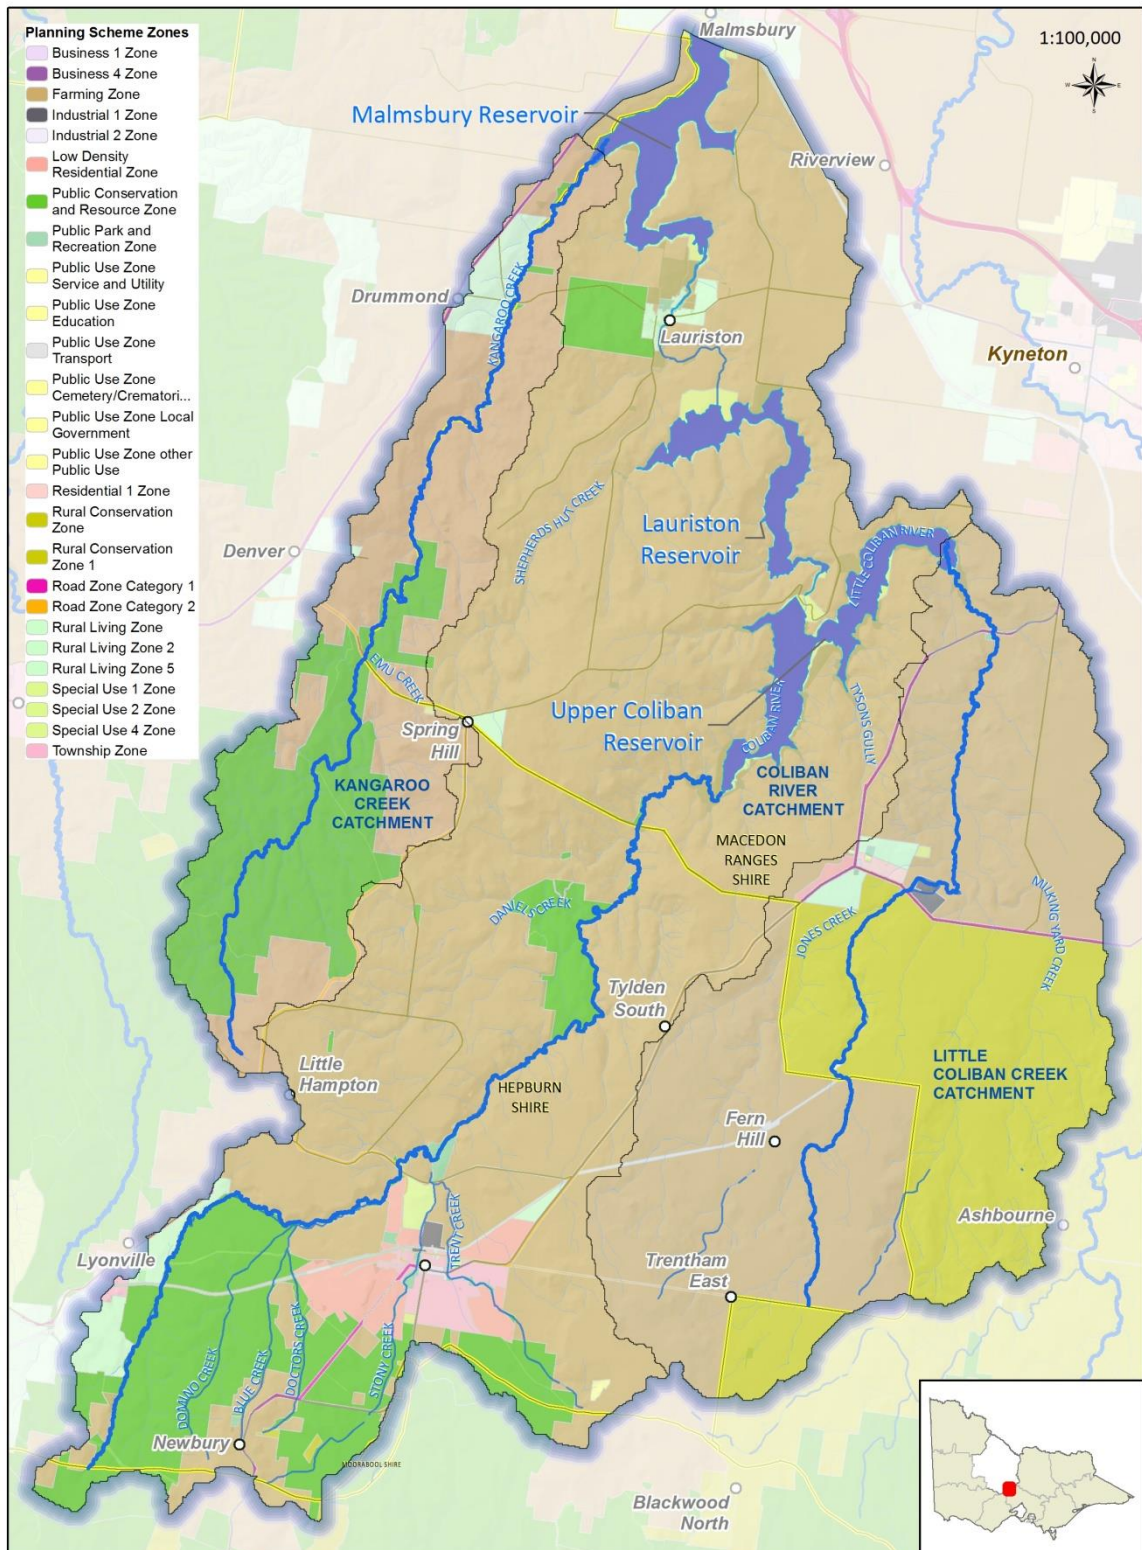 Planning Scheme Zones
Business 1 Zone
Business 4 Zone
Farming Zone
Industrial 1 Zone
Industrial 2 Zone
Low Density
Residential Zone
Public Conservation
and Resource Zone
Public Park and
Recreation Zone
Public Use Zone
Service and Utility
Public Use Zone
Education
Public Use Zone
Transport
Public Use Zone
Cemetery/Crematori...
Public Use Zone Local
Government
Public Use Zone other
Public Use
Residential 1 Zone
Rural Conservation
Zone
Rural Conservation
Zone 1
Road Zone Category 1
Road Zone Category 2
Rural Living Zone
Rural Living Zone 2
Rural Living Zone 5
Special Use 1 Zone
Special Use 2 Zone
Special Use 4 Zone
Township Zone
1:100,000
N
W
E
S
Malmsbury
Malmsbury Reservoir
Riverview
Drummond
KANGAROO CREEK
Lauriston
Kyneton
SHEPHERDS HUT CREEK
Lauriston
Reservoir
LITTLE COLIBAN RIVER
Denver
EMU CREEK
Spring
Hill
Upper Coliban
Reservoir
COLIBAN RIVER
TYSONS GULLY
KANGAROO
CREEK
CATCHMENT
COLIBAN
RIVER
CATCHMENT
MACEDON
RANGES
SHIRE
DANIELS CREEK
JONES CREEK
MILKING YARD CREEK
Tylden
South
Little
Hampton
HEPBURN
SHIRE
LITTLE
COLIBAN CREEK
CATCHMENT
Fern
Hill
Ashbourne
Lyonville
TRENT CREEK
Trentham
East
DOMINO CREEK
BLUE CREEK
DOCTORS CREEK
STONY CREEK
Newbury
MOORABOOL SHIRE
Blackwood
North